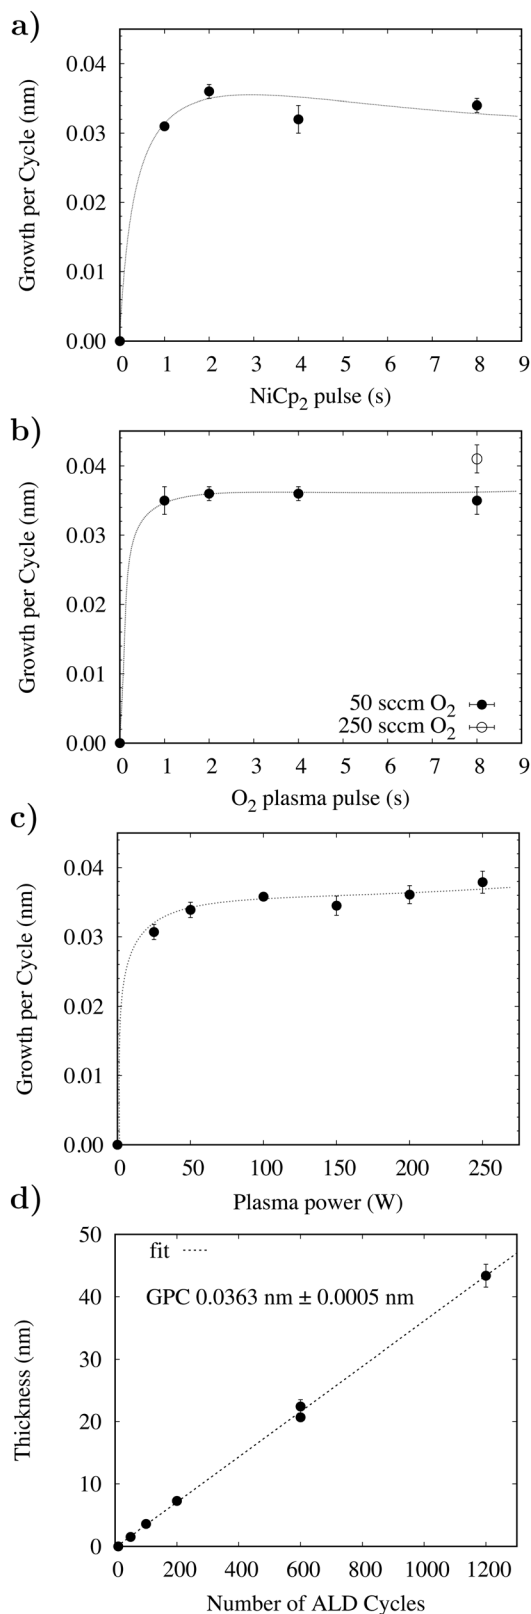 a)
Growth per Cycle (nm)
0.04
0.03
0.02
0.01
0.00
0 1 2 3 4 5 6 7 8 9
NiCp₂ pulse (s)
b)
Growth per Cycle (nm)
0.04
0.03
0.02
0.01
0.00
50 sccm O₂
250 sccm O₂
0 1 2 3 4 5 6 7 8 9
O₂ plasma pulse (s)
c)
Growth per Cycle (nm)
0.04
0.03
0.02
0.01
0.00
0 50 100 150 200 250
Plasma power (W)
d)
Thickness (nm)
50
40
30
20
10
0
fit
GPC 0.0363 nm ± 0.0005 nm
0 200 400 600 800 1000 1200
Number of ALD Cycles